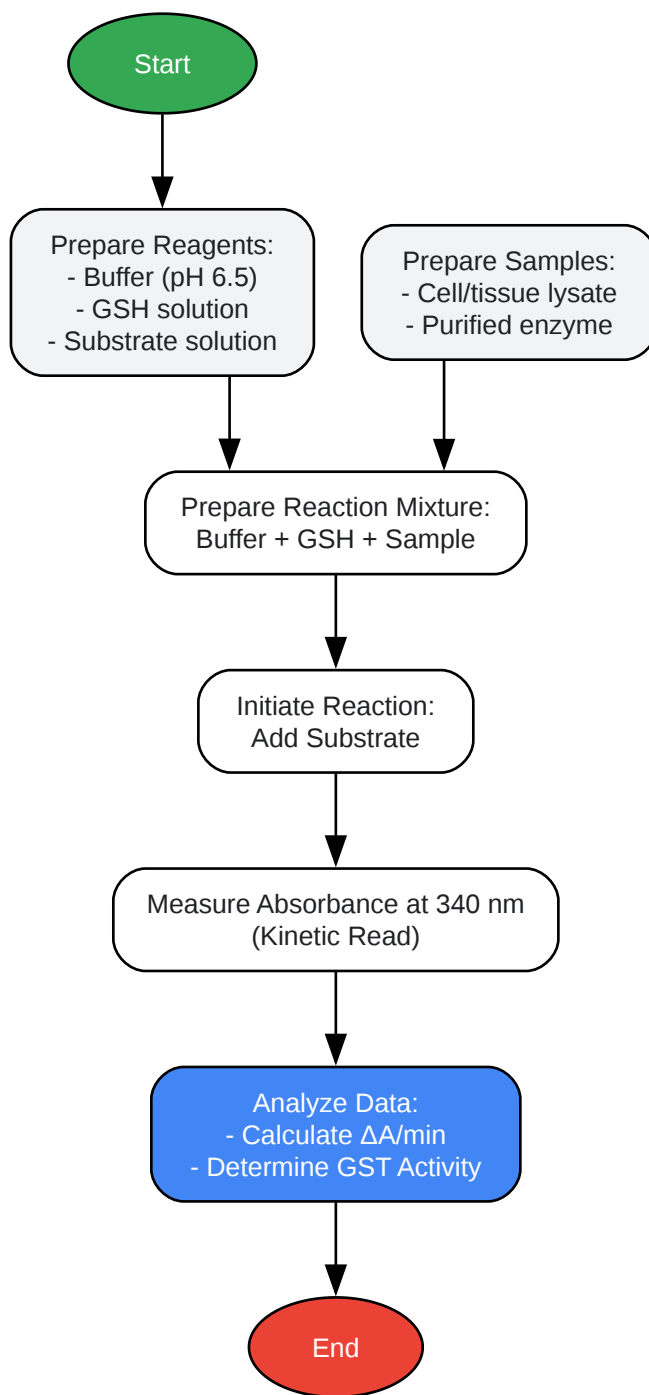 Start
Prepare Reagents:
- Buffer (pH 6.5)
- GSH solution
- Substrate solution
Prepare Samples:
- Cell/tissue lysate
- Purified enzyme
Prepare Reaction Mixture:
Buffer + GSH + Sample
Initiate Reaction:
Add Substrate
Measure Absorbance at 340 nm
(Kinetic Read)
Analyze Data:
- Calculate ΔA/min
- Determine GST Activity
End